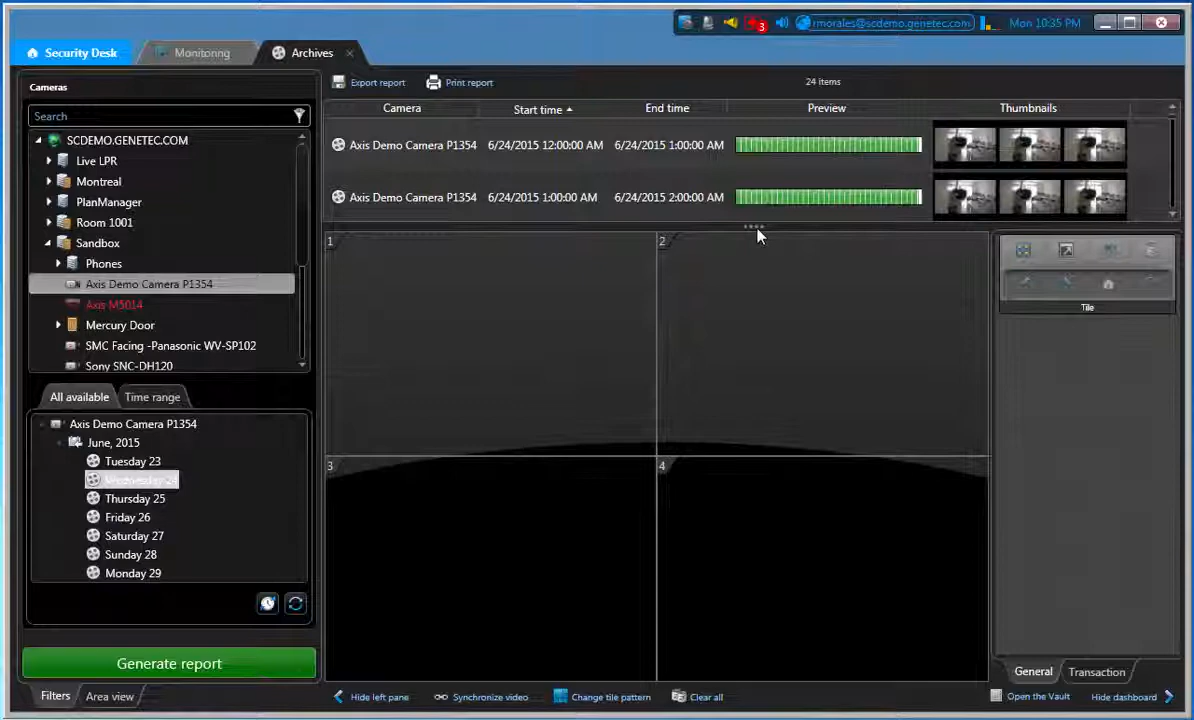 3
rmorales@scdemo.genetec.com
Mon 10:35 PM
Security Desk
Monitoring
Archives
Cameras
Search
SCDEMO.GENETEC.COM
Live LPR
Montreal
PlanManager
Room 1001
Sandbox
Phones
Axis Demo Camera P1354
Axis M5014
Mercury Door
SMC Facing -Panasonic WV-SP102
Sony SNC-DH120
All available
Time range
Axis Demo Camera P1354
June, 2015
Tuesday 23
Wednesday 24
Thursday 25
Friday 26
Saturday 27
Sunday 28
Monday 29
Generate report
Filters
Area view
Export report
Print report
24 items
Camera Start time End time Preview Thumbnails
Axis Demo Camera P1354 6/24/2015 12:00:00 AM 6/24/2015 1:00:00 AM
Axis Demo Camera P1354 6/24/2015 1:00:00 AM 6/24/2015 2:00:00 AM
1
2
3
4
Tile
General
Transaction
Hide left pane
Synchronize video
Change tile pattern
Clear all
Open the Vault
Hide dashboard